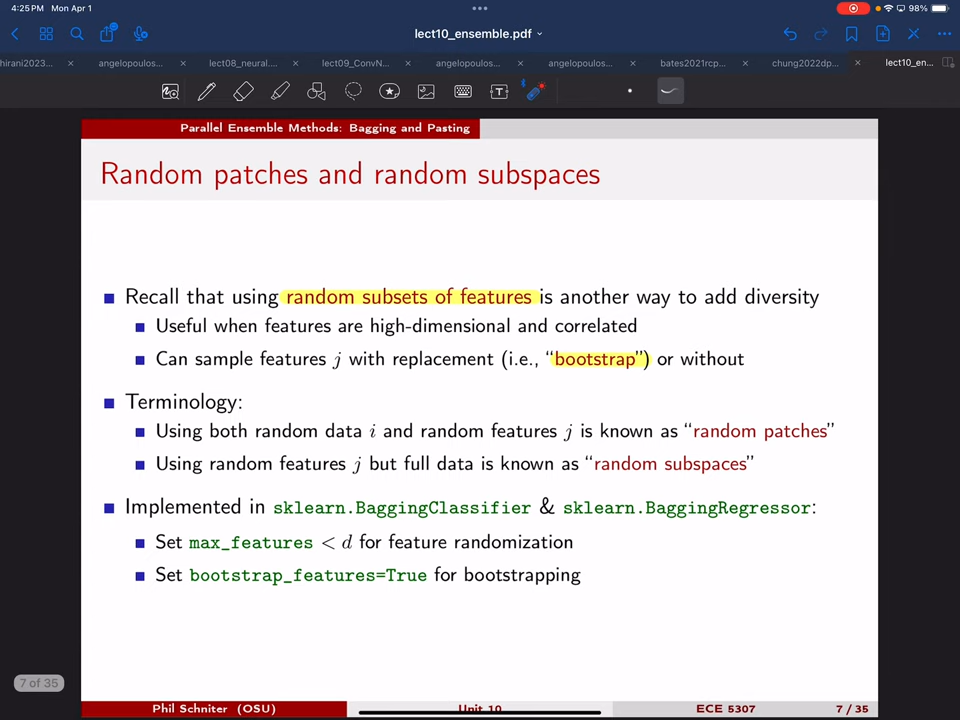 4:25 PM Mon Apr 1
98%
lect10_ensemble.pdf
hirani2023...
angelopoulos...
lect08_neural...
lect09_ConvN...
angelopoulos...
angelopoulos...
bates2021rcp...
chung2022dp...
lect10_en...
Parallel Ensemble Methods: Bagging and Pasting
Random patches and random subspaces
Recall that using random subsets of features is another way to add diversity
Useful when features are high-dimensional and correlated
Can sample features j with replacement (i.e., “bootstrap”) or without
Terminology:
Using both random data i and random features j is known as “random patches”
Using random features j but full data is known as “random subspaces”
Implemented in sklearn.BaggingClassifier & sklearn.BaggingRegressor:
Set max_features < d for feature randomization
Set bootstrap_features=True for bootstrapping
7 of 35
Phil Schniter (OSU) Unit 10 ECE 5307 7 / 35